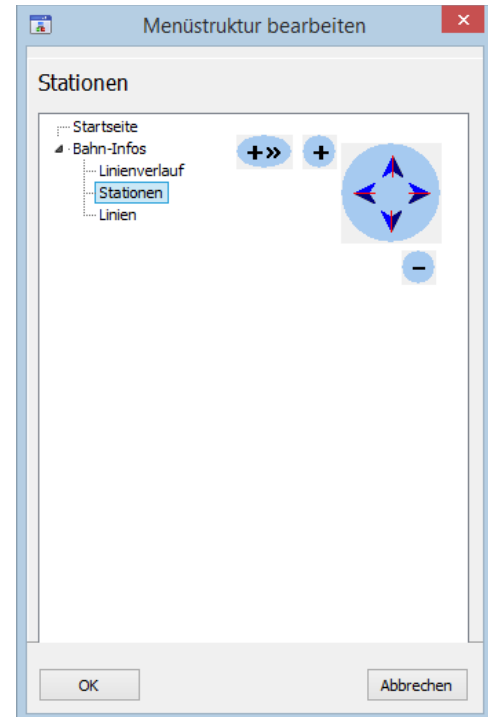 Menüstruktur bearbeiten
Stationen
Startseite
Bahn-Infos
+»  +
Linienverlauf
Stationen
Linien
-
OK  Abbrechen